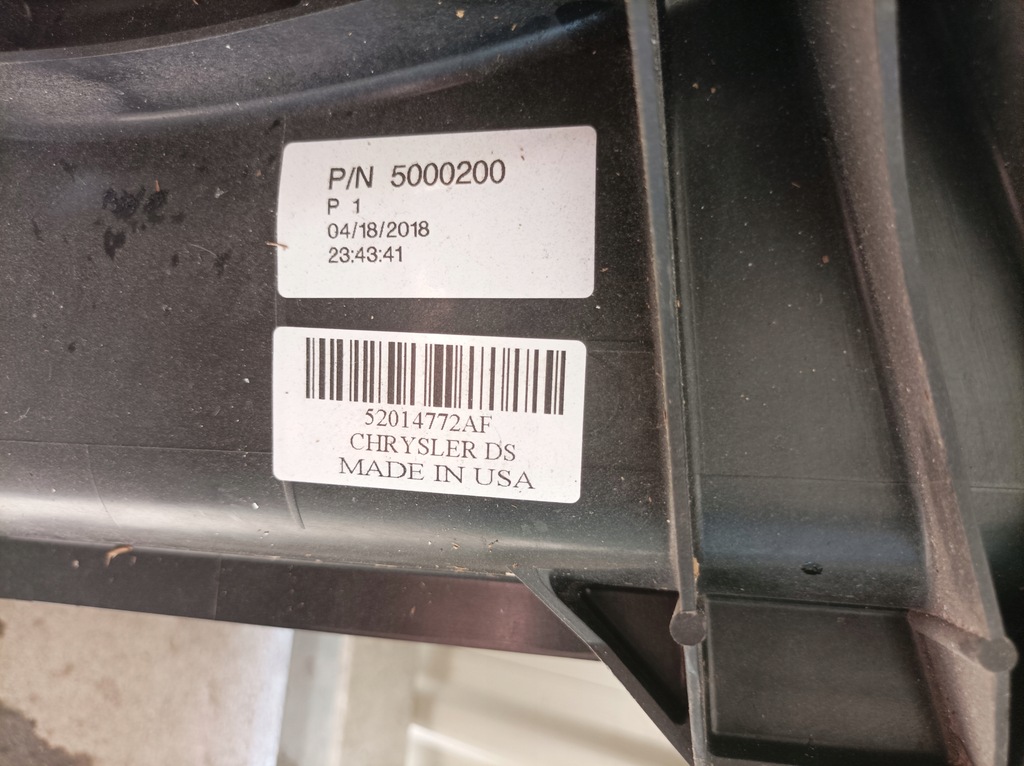 P/N 5000200
P 1
04/18/2018
23:43:41
52014772AF
CHRYSLER DS
MADE IN USA